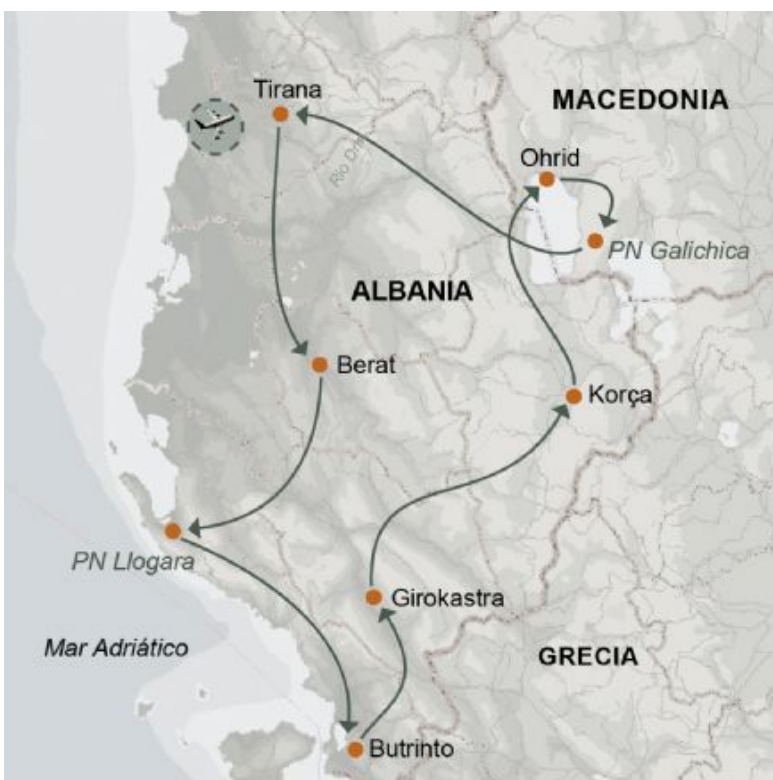 Tirana
MACEDONIA
Ohrid
Río Drin
PN Galichica
ALBANIA
Berat
Korça
PN Llogara
Girokastra
Mar Adriático
GRECIA
Butrinto